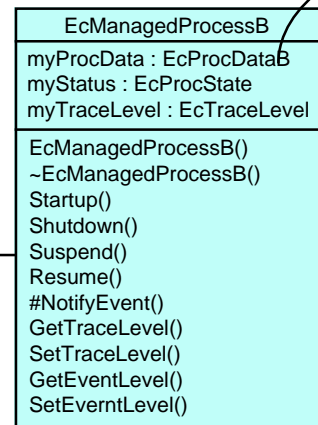 EcManagedProcessB
myProcData : EcProcDataB
myStatus : EcProcState
myTraceLevel : EcTraceLevel
EcManagedProcessB()
~EcManagedProcessB()
Startup()
Shutdown()
Suspend()
Resume()
#NotifyEvent()
GetTraceLevel()
SetTraceLevel()
GetEventLevel()
SetEverntLevel()